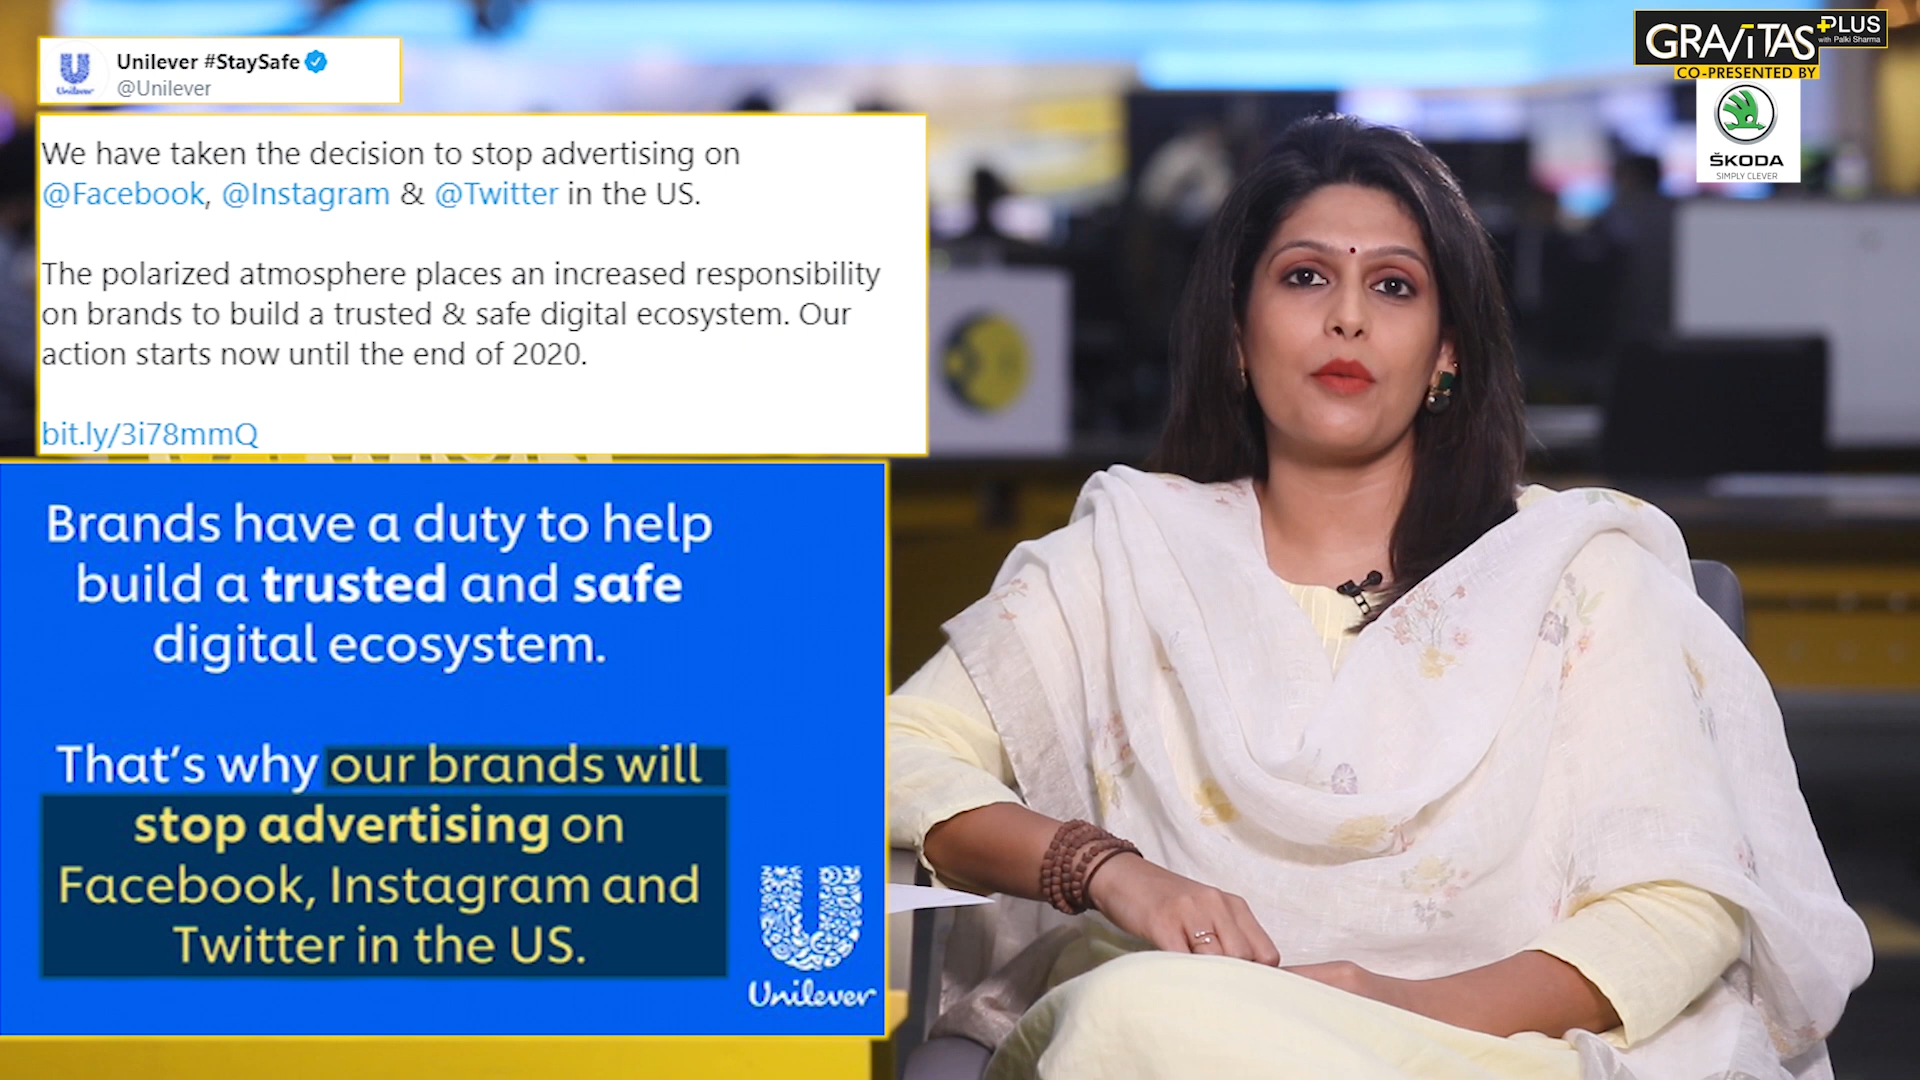 Unilever #StaySafe
@Unilever
We have taken the decision to stop advertising on
@Facebook, @Instagram & @Twitter in the US.
The polarized atmosphere places an increased responsibility
on brands to build a trusted & safe digital ecosystem. Our
action starts now until the end of 2020.
bit.ly/3i78mmQ
Brands have a duty to help
build a trusted and safe
digital ecosystem.
That's why our brands will
stop advertising on
Facebook, Instagram and
Twitter in the US.
Unilever
GRAVITAS PLUS
with Palki Sharma
CO-PRESENTED BY
ŠKODA
SIMPLY CLEVER